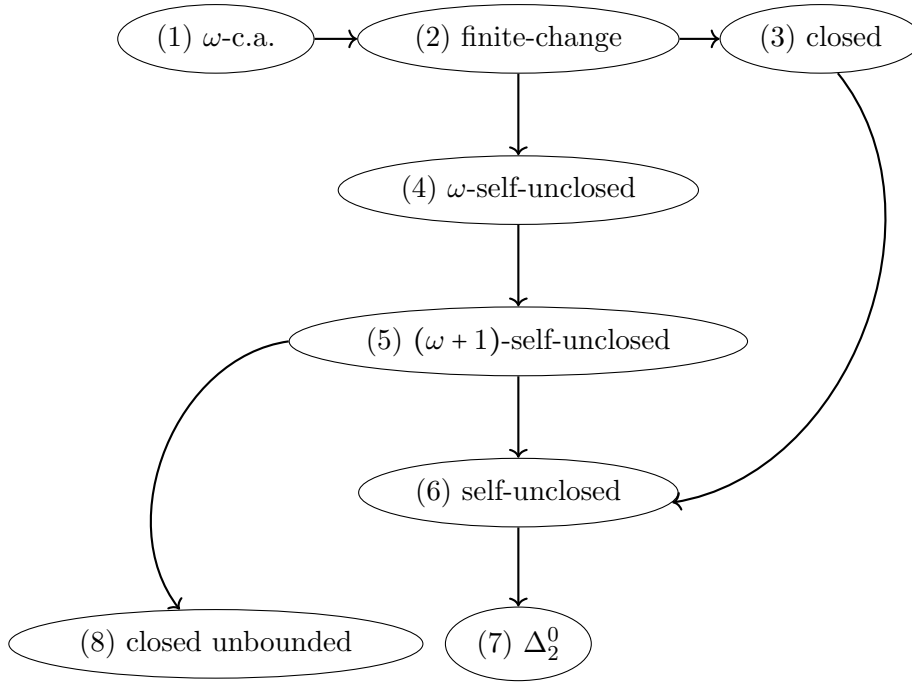 (1) ω-c.a.
(2) finite-change
(3) closed
(4) ω-self-unclosed
(5) (ω + 1)-self-unclosed
(6) self-unclosed
(8) closed unbounded
(7) Δ⁰₂